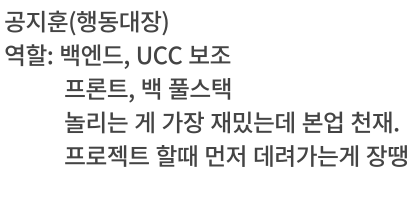 공지훈(행동대장)
역할: 백엔드, UCC 보조
프론트, 백 풀스택
놀리는 게 가장 재밌는데 본업 천재.
프로젝트 할때 먼저 데려가는게 장땡